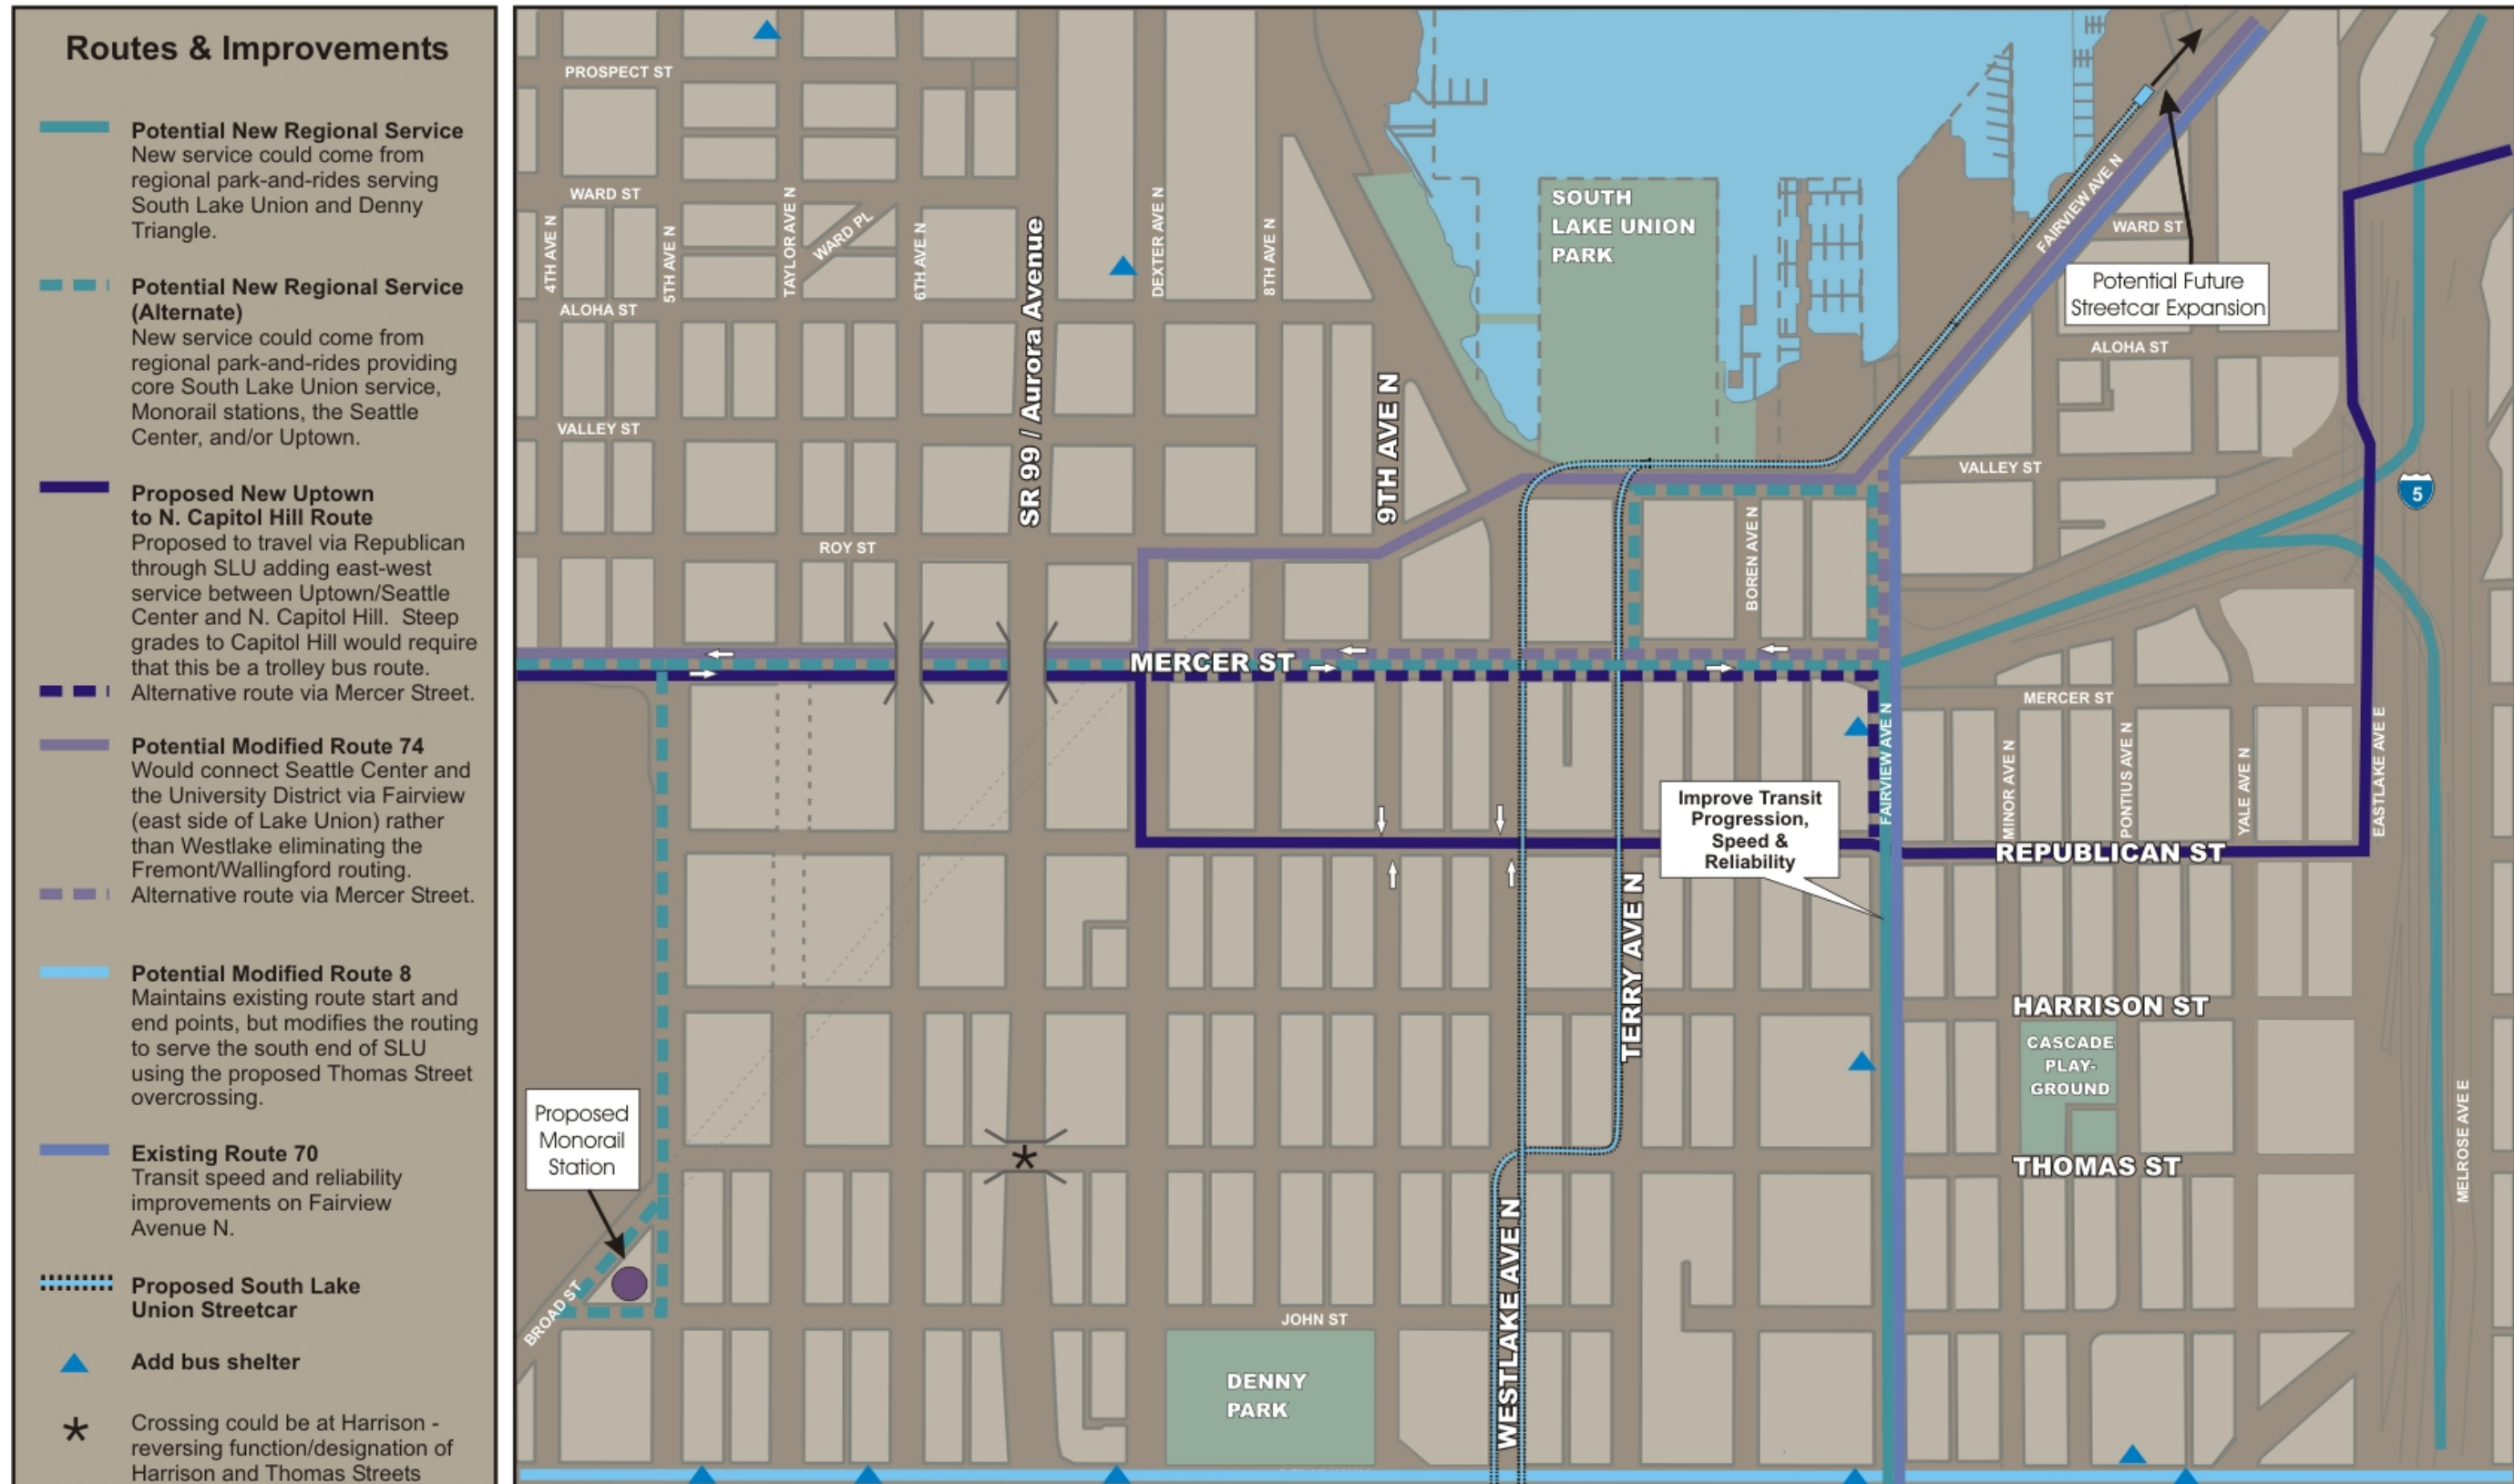 Routes & Improvements
Potential New Regional Service
New service could come from
regional park-and-rides serving
South Lake Union and Denny
Triangle.
Potential New Regional Service
(Alternate)
New service could come from
regional park-and-rides providing
core South Lake Union service,
Monorail stations, the Seattle
Center, and/or Uptown.
Proposed New Uptown
to N. Capitol Hill Route
Proposed to travel via Republican
through SLU adding east-west
service between Uptown/Seattle
Center and N. Capitol Hill. Steep
grades to Capitol Hill would require
that this be a trolley bus route.
Alternative route via Mercer Street.
Potential Modified Route 74
Would connect Seattle Center and
the University District via Fairview
(east side of Lake Union) rather
than Westlake eliminating the
Fremont/Wallingford routing.
Alternative route via Mercer Street.
Potential Modified Route 8
Maintains existing route start and
end points, but modifies the routing
to serve the south end of SLU
using the proposed Thomas Street
overcrossing.
Existing Route 70
Transit speed and reliability
improvements on Fairview
Avenue N.
Proposed South Lake
Union Streetcar
Add bus shelter
* Crossing could be at Harrison -
reversing function/designation of
Harrison and Thomas Streets
PROSPECT ST
WARD ST
4TH AVE N
5TH AVE N
TAYLOR AVE N
WARD PL
6TH AVE N
SR 99 / Aurora Avenue
DEXTER AVE N
8TH AVE N
9TH AVE N
ALOHA ST
VALLEY ST
ROY ST
SOUTH
LAKE UNION
PARK
FAIRVIEW AVE N
WARD ST
Potential Future
Streetcar Expansion
ALOHA ST
VALLEY ST
5
BOREN AVE N
MERCER ST
MERCER ST
FAIRVIEW AVE N
MINOR AVE N
PONTIUS AVE N
YALE AVE N
EASTLAKE AVE E
Improve Transit
Progression,
Speed &
Reliability
REPUBLICAN ST
TERRY AVE N
HARRISON ST
CASCADE
PLAY-
GROUND
THOMAS ST
MELROSE AVE E
Proposed
Monorail
Station
*
BROAD ST
WESTLAKE AVE N
JOHN ST
DENNY
PARK